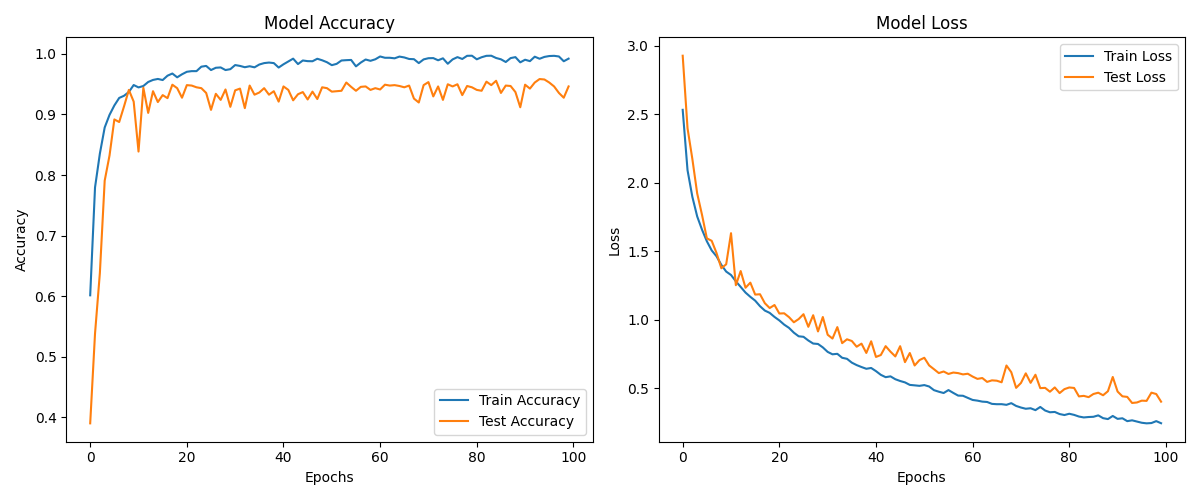 Model Accuracy
1.0
0.9
0.8
0.7
0.6
0.5
0.4
Accuracy
0 20 40 60 80 100
Epochs
Train Accuracy
Test Accuracy
Model Loss
3.0
2.5
2.0
1.5
1.0
0.5
Loss
0 20 40 60 80 100
Epochs
Train Loss
Test Loss